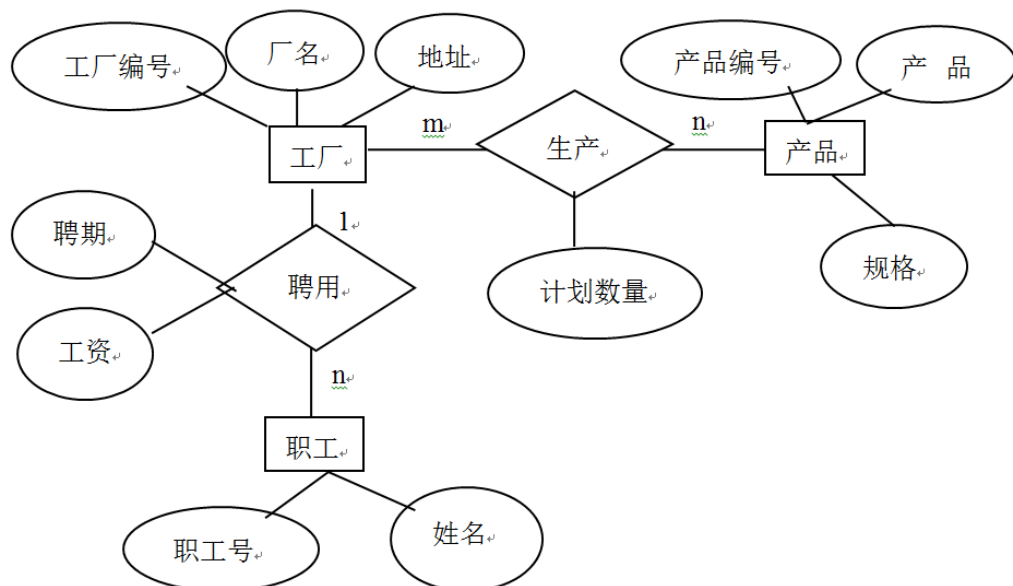 工厂编号
厂名
地址
产品编号
产 品
工厂
m
生产
n
产品
聘期
1
聘用
计划数量
规格
工资
n
职工
职工号
姓名